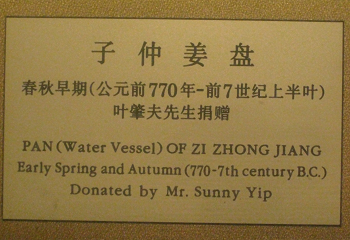 子仲姜盘
春秋早期(公元前770年-前7世纪上半叶)
叶肇夫先生捐赠
PAN (Water Vessel) OF ZI ZHONG JIANG
Early Spring and Autumn (770-7th century B.C.)
Donated by Mr. Sunny Yip